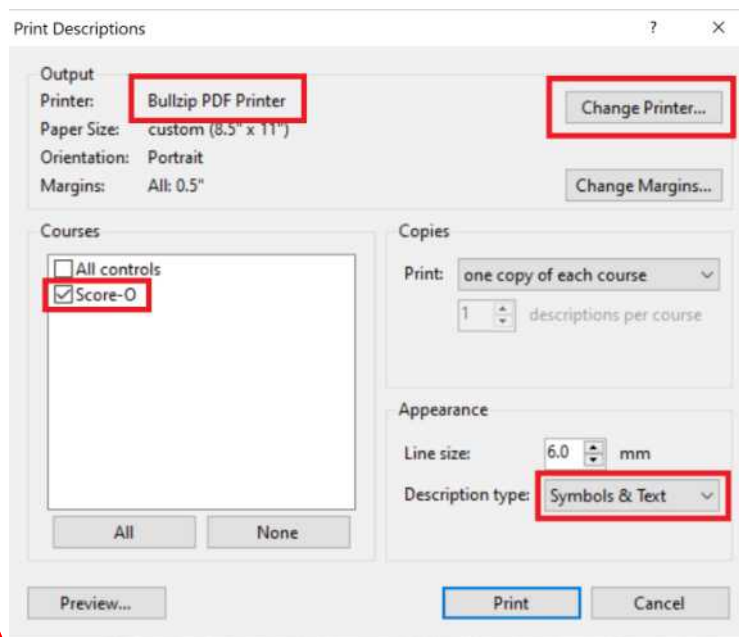 Print Descriptions ?
Output
Printer: Bullzip PDF Printer Change Printer...
Paper Size: custom (8.5" x 11")
Orientation: Portrait
Margins: All: 0.5" Change Margins...
Courses
All controls
Score-O
All None
Copies
Print: one copy of each course
1 descriptions per course
Appearance
Line size: 6.0 mm
Description type: Symbols & Text
Preview... Print Cancel